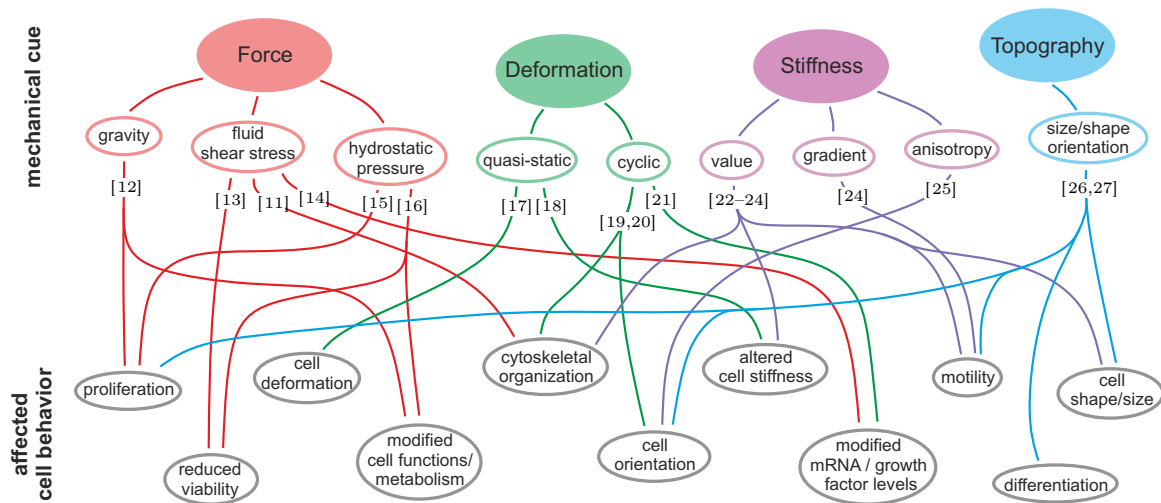 mechanical cue
Force
Deformation
Stiffness
Topography
gravity
fluid
shear stress
hydrostatic
pressure
quasi-static
cyclic
value
gradient
anisotropy
size/shape
orientation
[12]
[13]
[11]
[14]
[15]
[16]
[17]
[18]
[19,20]
[21]
[22–24]
[24]
[25]
[26,27]
affected
cell behavior
proliferation
cell
deformation
cytoskeletal
organization
altered
cell stiffness
motility
cell
shape/size
reduced
viability
modified
cell functions/
metabolism
cell
orientation
modified
mRNA / growth
factor levels
differentiation